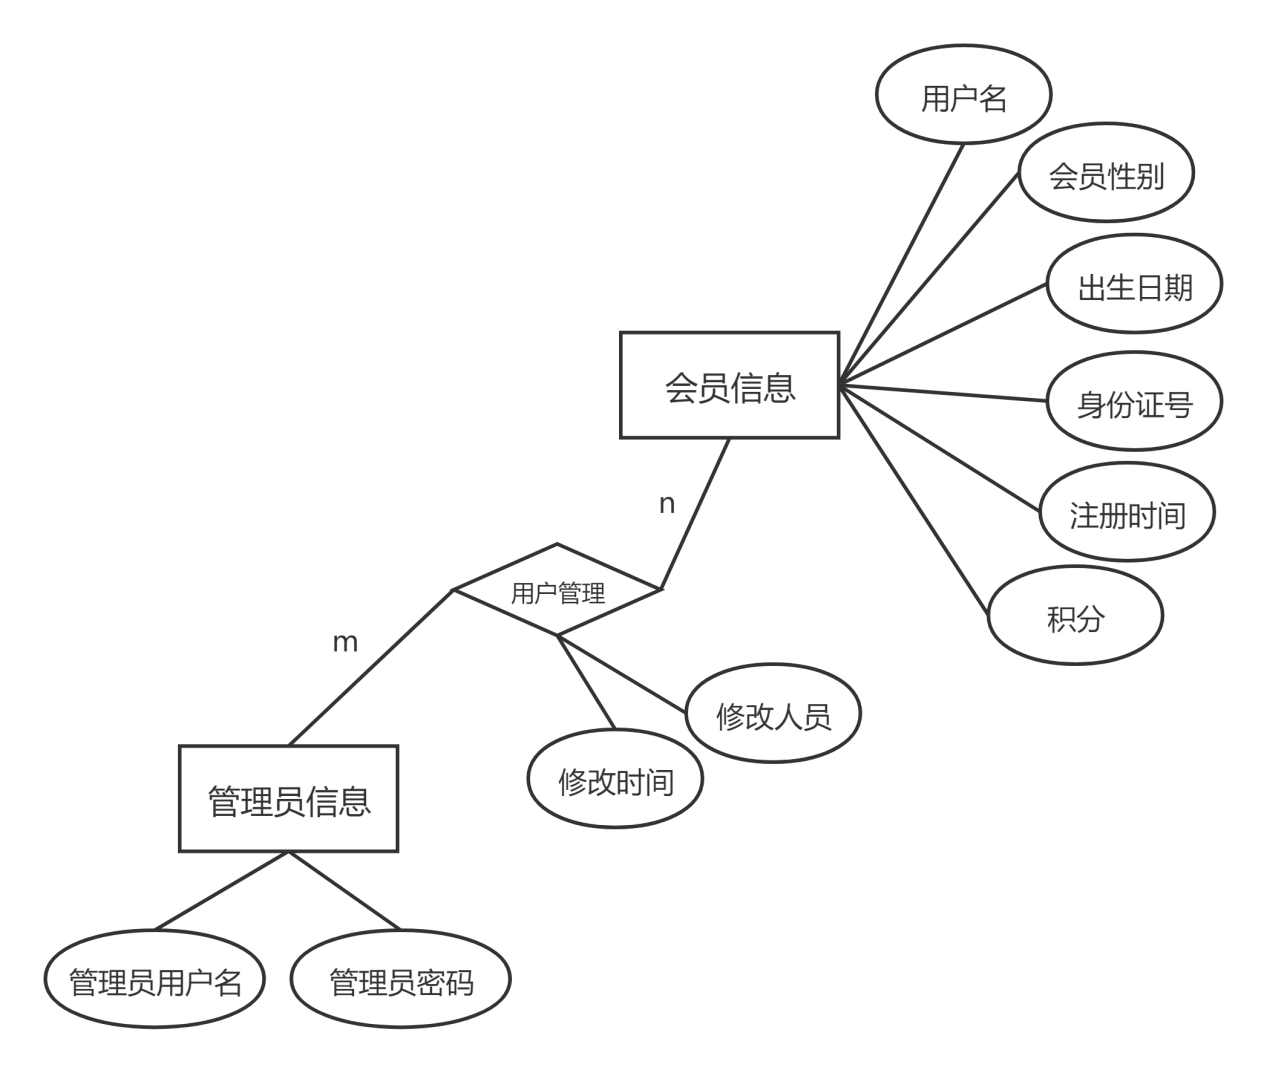 用户名
会员性别
出生日期
会员信息
身份证号
n
注册时间
用户管理
积分
m
修改人员
修改时间
管理员信息
管理员用户名
管理员密码